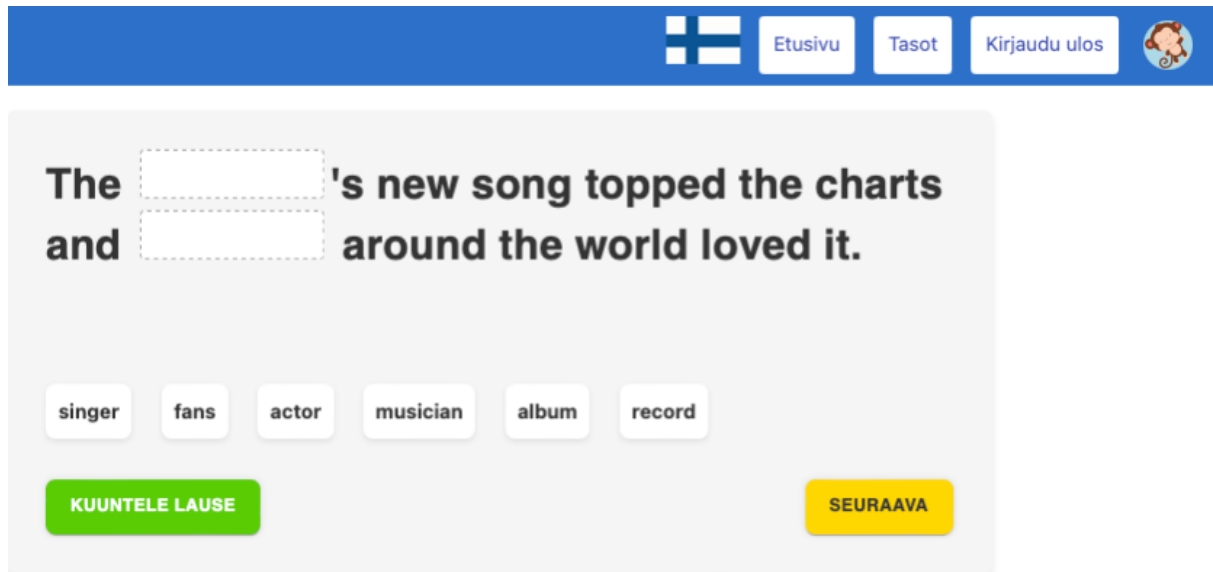 Etusivu Tasot Kirjaudu ulos
The 's new song topped the charts
and around the world loved it.
singer fans actor musician album record
KUUNTELE LAUSE SEURAAVA